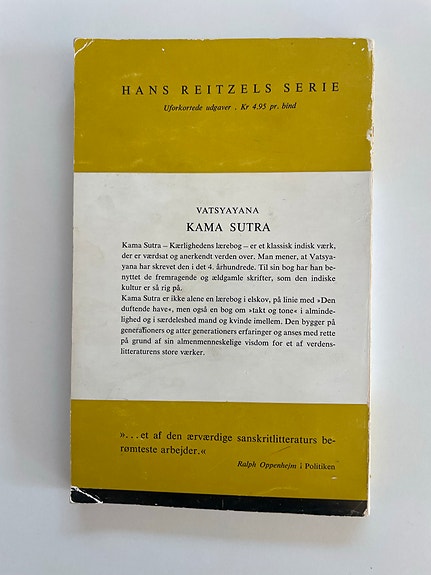 HANS REITZELS SERIE
Uforkortede udgaver . Kr 4.95 pr. bind
VATSYAYANA
KAMA SUTRA
Kama Sutra – Kærlighedens lærebog – er et klassisk indisk værk,
der er værdsat og anerkendt verden over. Man mener, at Vatsya-
yana har skrevet den i det 4. århundrede. Til sin bog har han be-
nyttet de fremragende og ældgamle skrifter, som den indiske
kultur er så rig på.
Kama Sutra er ikke alene en lærebog i elskov, på linie med »Den
duftende have«, men også en bog om »takt og tone« i alminde-
lighed og i særdeleshed mand og kvinde imellem. Den bygger på
generationers og atter generationers erfaringer og anses med rette
på grund af sin almenmenneskelige visdom for et af verdens-
litteraturens store værker.
»...et af den ærværdige sanskritlitteraturs be-
rømteste arbejder.«
Ralph Oppenhejm i Politiken